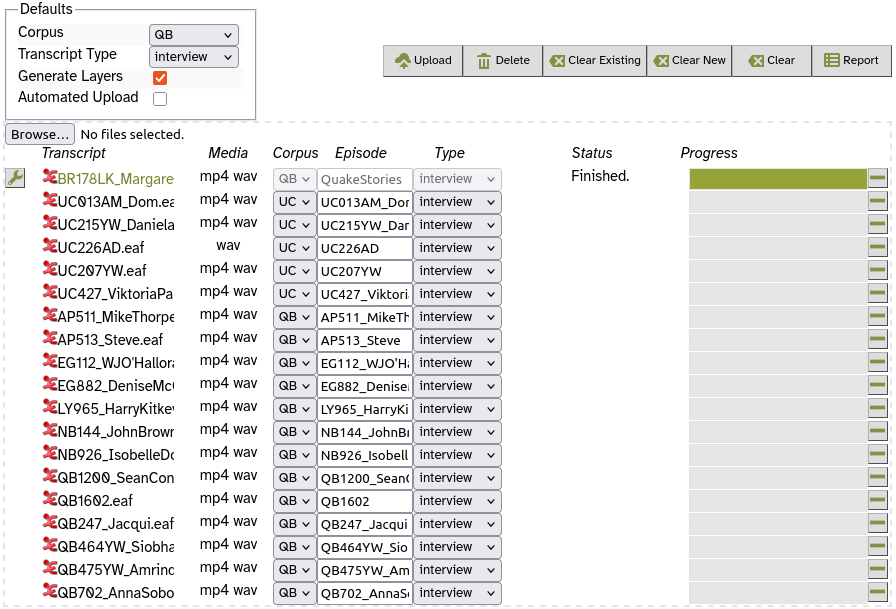 Defaults
Corpus QB
Transcript Type interview
Generate Layers
Automated Upload
Upload Delete Clear Existing Clear New Clear Report
Browse... No files selected.
Transcript Media Corpus Episode Type Status Progress
BR178LK_Margare mp4 wav QB QuakeStories interview Finished.
UC013AM_Dom.ea mp4 wav UC UC013AM_Dor interview
UC215YW_Daniela mp4 wav UC UC215YW_Dar interview
UC226AD.eaf wav UC UC226AD interview
UC207YW.eaf mp4 wav UC UC207YW interview
UC427_ViktoriaPa mp4 wav UC UC427_Viktori interview
AP511_MikeThorpe mp4 wav QB AP511_MikeTh interview
AP513_Steve.eaf mp4 wav QB AP513_Steve interview
EG112_WJO'Hallora mp4 wav QB EG112_WJO'Ha interview
EG882_DeniseMc mp4 wav QB EG882_Denise interview
LY965_HarryKitke mp4 wav QB LY965_HarryKi interview
NB144_JohnBrown mp4 wav QB NB144_JohnBr interview
NB926_IsobelleDo mp4 wav QB NB926_Isobell interview
QB1200_SeanCon mp4 wav QB QB1200_Sean interview
QB1602.eaf mp4 wav QB QB1602 interview
QB247_Jacqui.eaf mp4 wav QB QB247_Jacqui interview
QB464YW_Siobha mp4 wav QB QB464YW_Sio interview
QB475YW_Amrind mp4 wav QB QB475YW_Am interview
QB702_AnnaSobo mp4 wav QB QB702_AnnaS interview